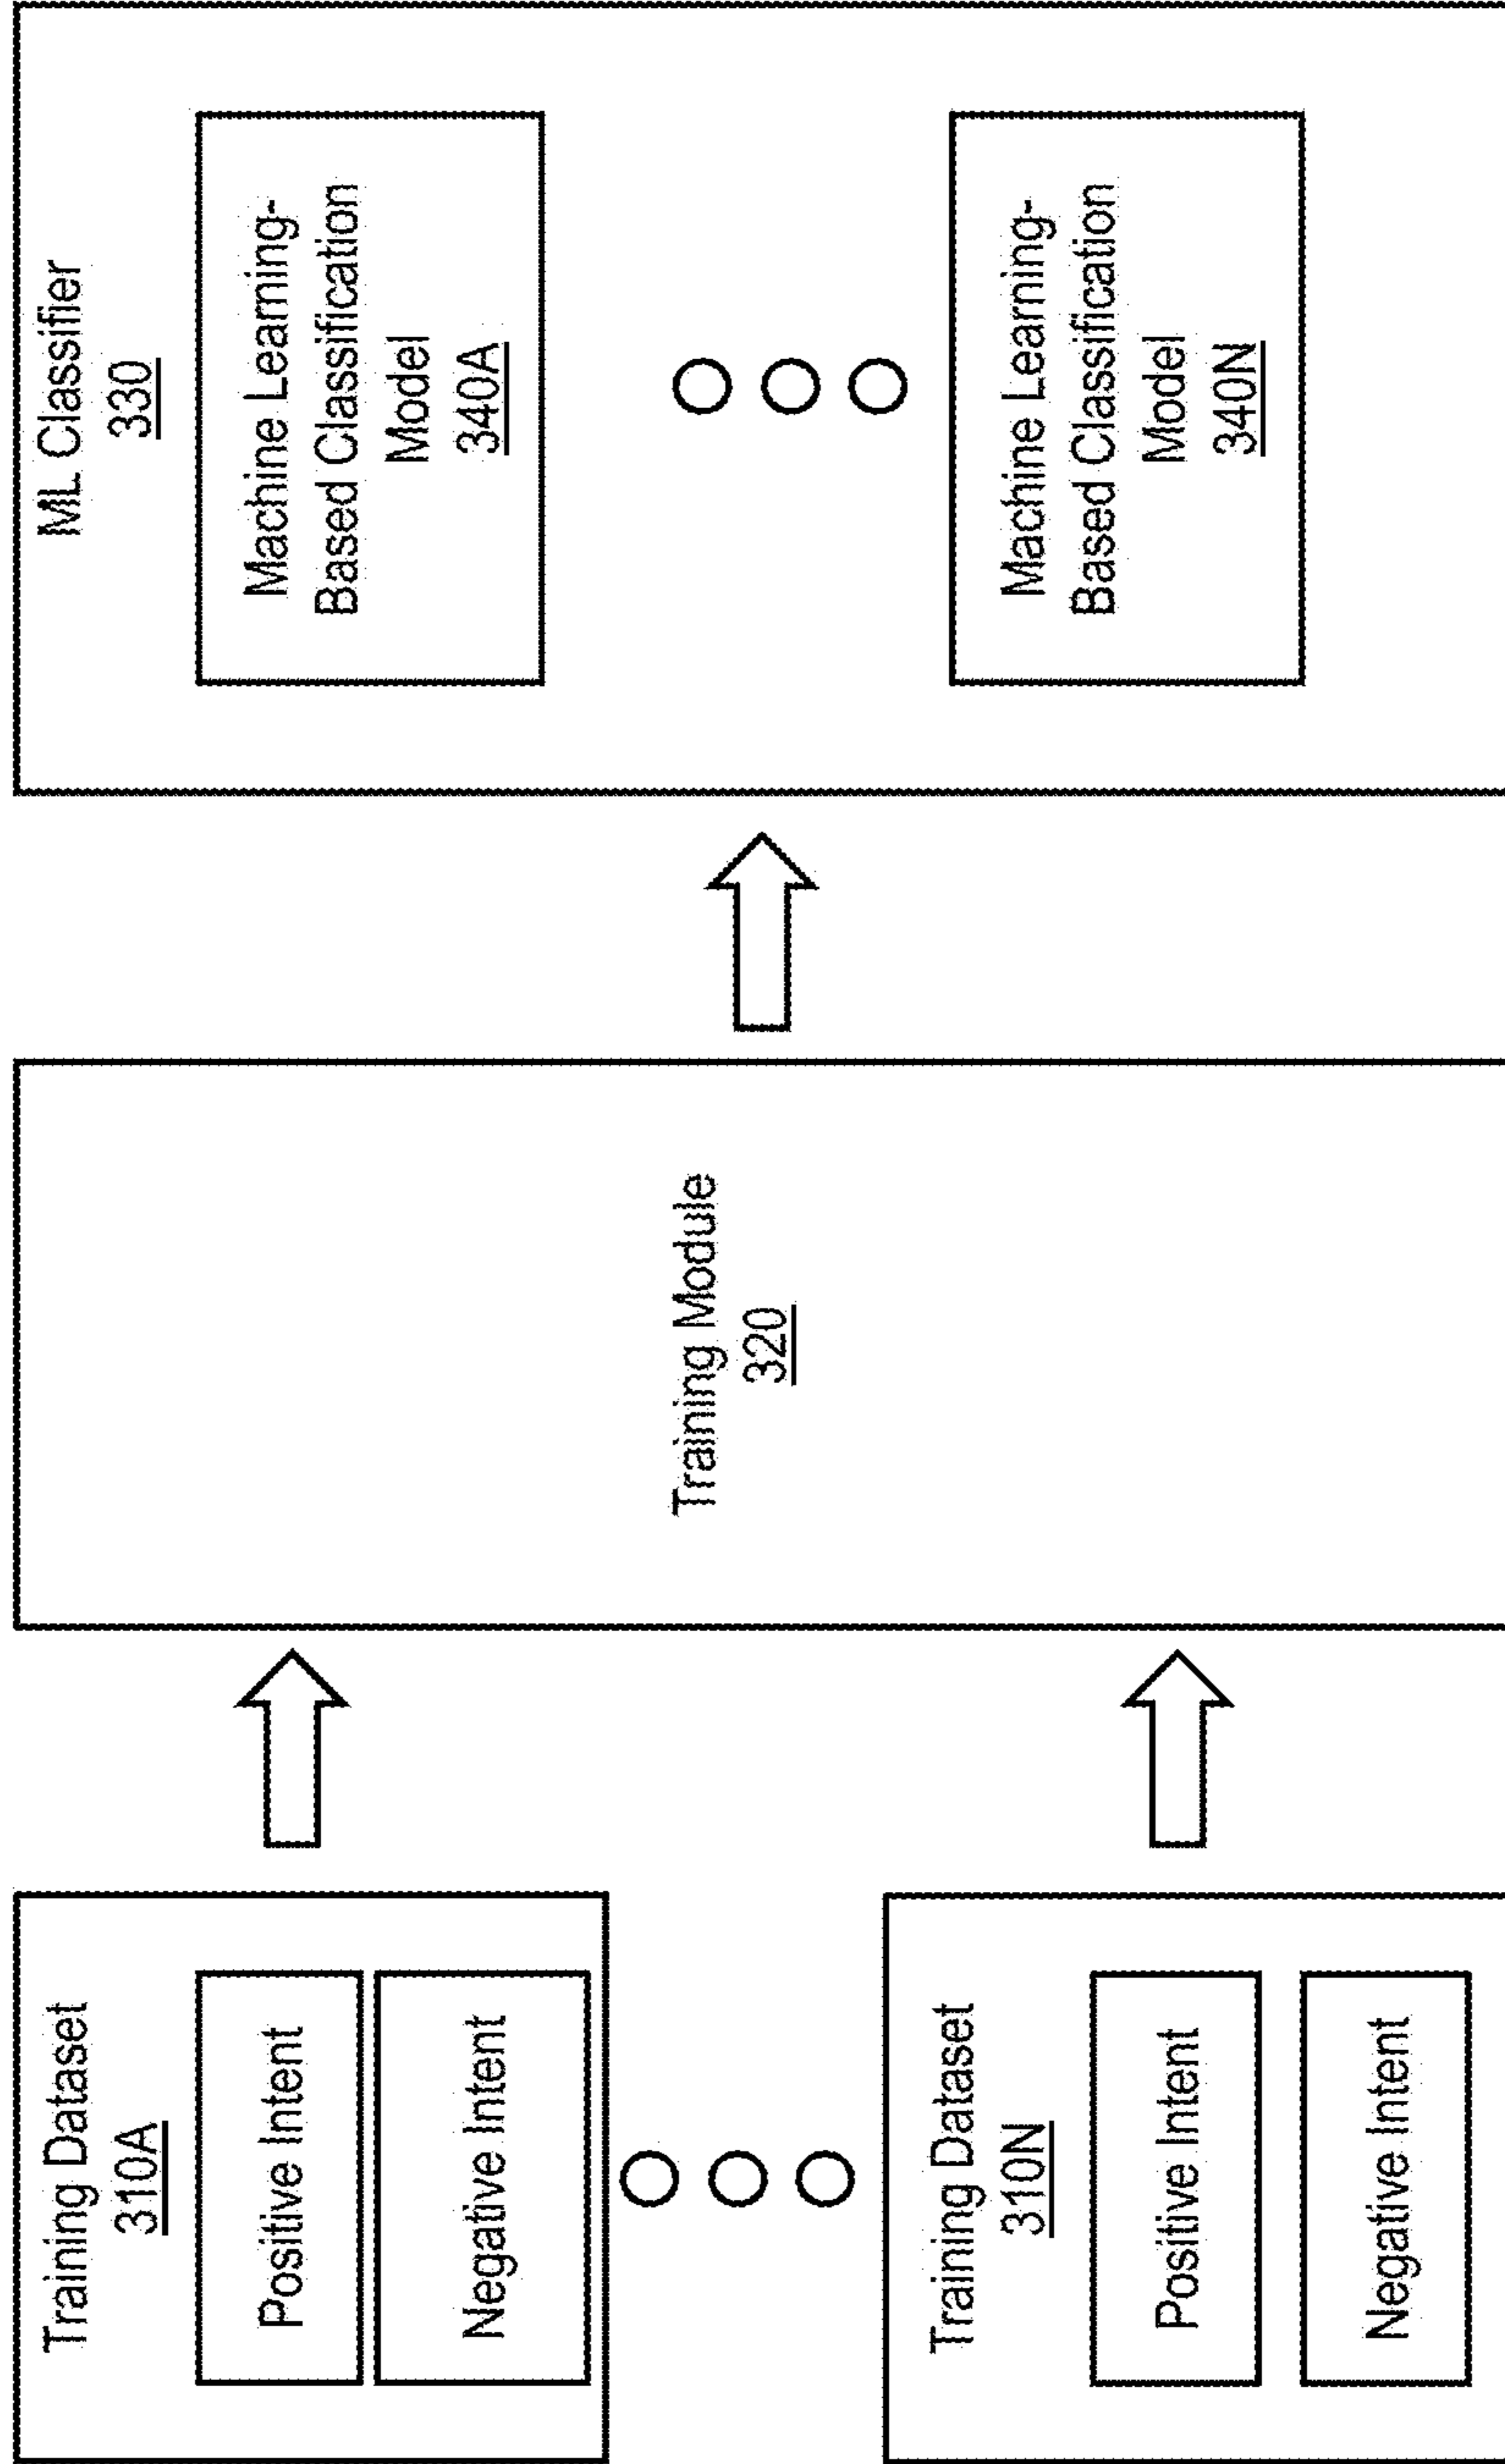 Training Dataset
310A
Positive Intent
Negative Intent
Training Dataset
310N
Positive Intent
Negative Intent
Training Module
320
ML Classifier
330
Machine Learning-
Based Classification
Model
340A
Machine Learning-
Based Classification
Model
340N